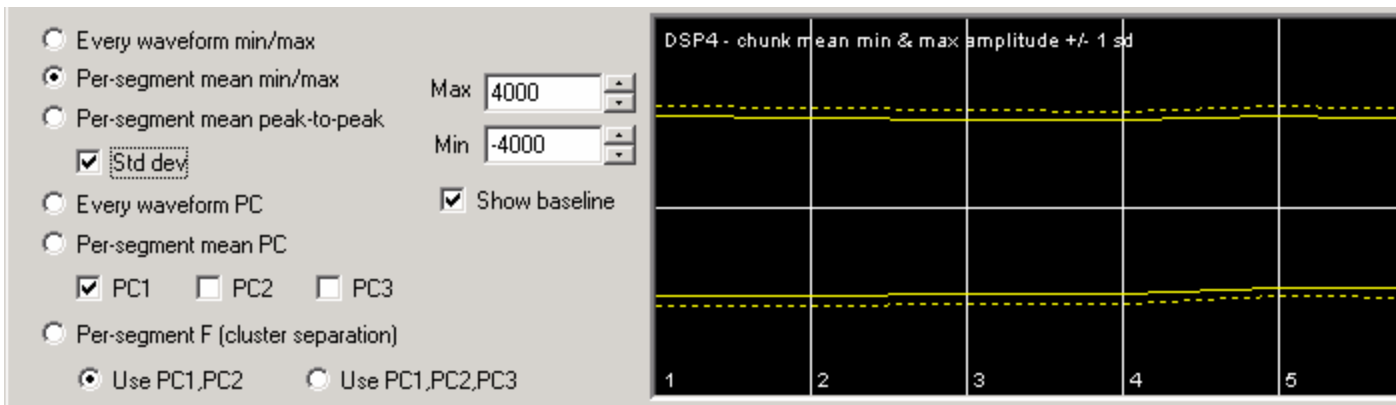 Every waveform min/max
Per-segment mean min/max
Per-segment mean peak-to-peak
Std dev
Every waveform PC
Per-segment mean PC
PC1 PC2 PC3
Per-segment F (cluster separation)
Use PC1,PC2 Use PC1,PC2,PC3
Max 4000
Min -4000
Show baseline
DSP4 - chunk mean min & max amplitude +/- 1 sd
1 2 3 4 5